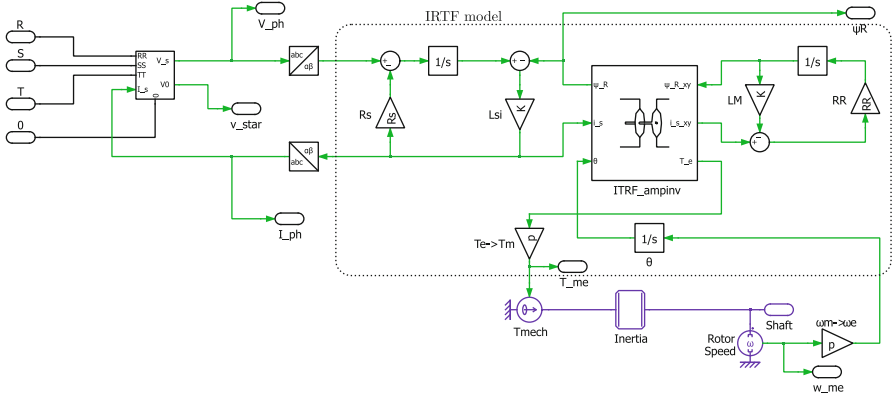 IRTF model
R
S
T
0
RR
SS
TT
I_s
V_s
V0
0
V_ph
v_star
I_ph
abc
αβ
αβ
abc
+
−
Rs
Rs
1/s
+ −
Lsi
K
ψ_R
i_s
θ
ψ_R_xy
i_s_xy
T_e
ITRF_ampinv
LM
K
1/s
RR
RR
+
−
ψR
Te->Tm
p
1/s
θ
T_me
Tmech
Inertia
Shaft
Rotor
Speed
ω
ωm->ωe
p
w_me